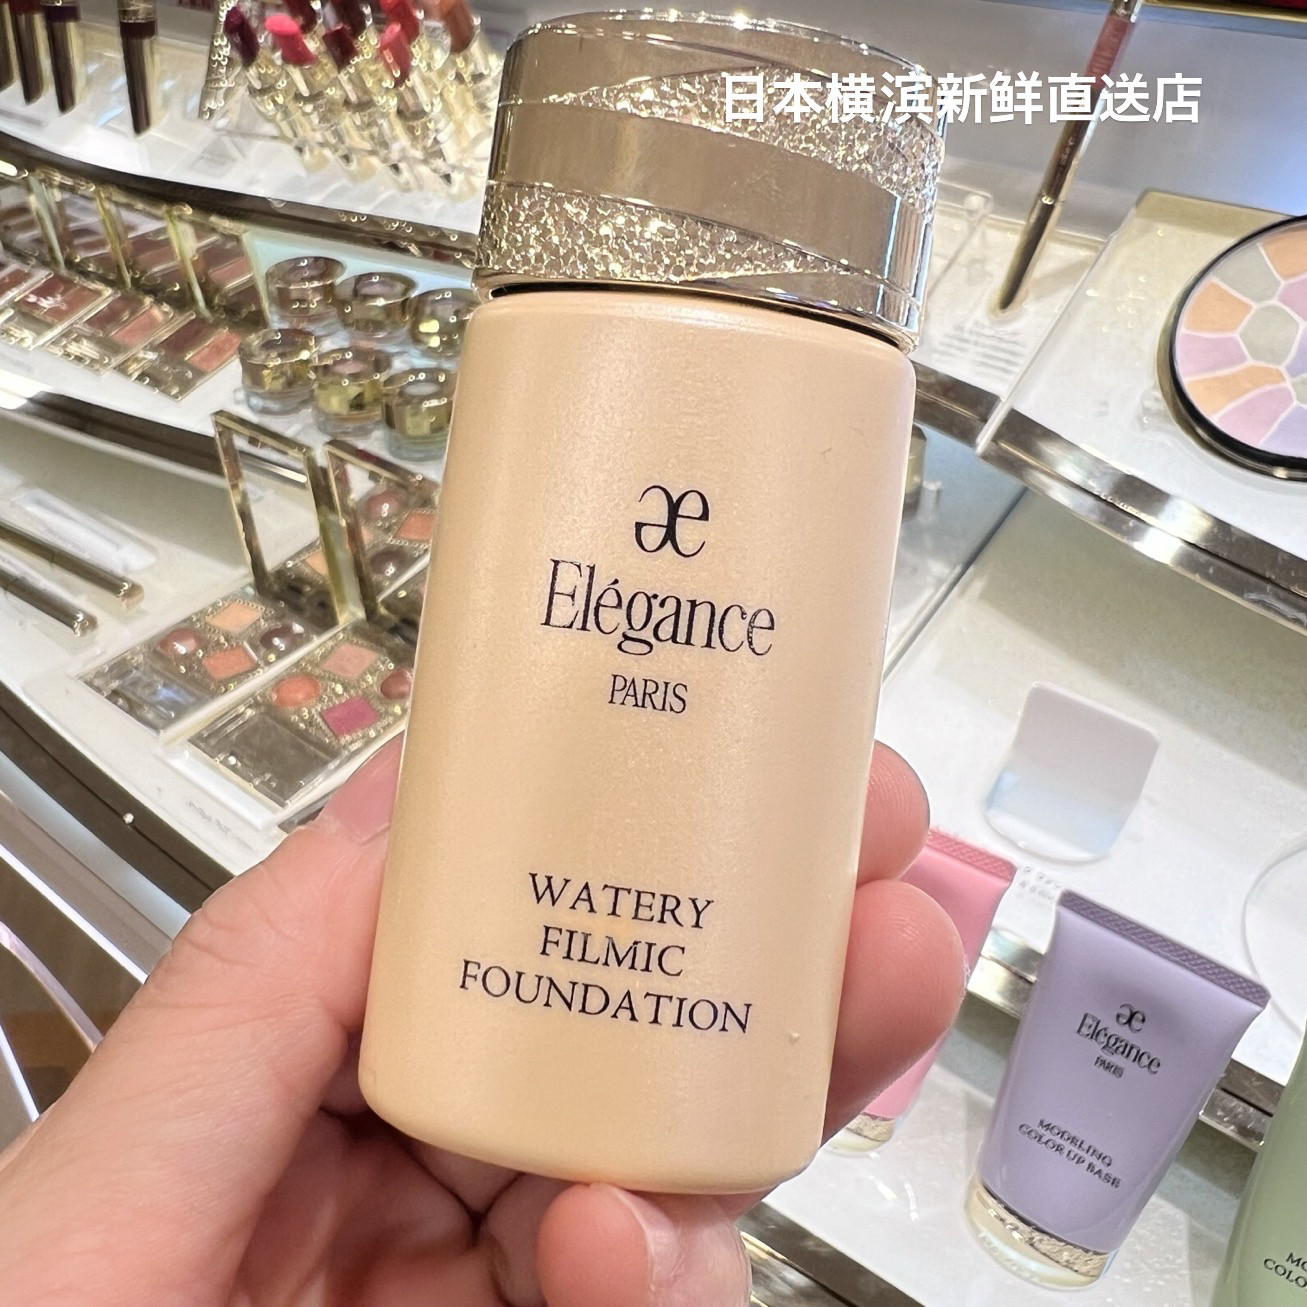 日本横滨新鲜直送店
æ
Elégance
PARIS
WATERY
FILMIC
FOUNDATION
æ
Elégance
PARIS
MODELING
COLOR UP BASE